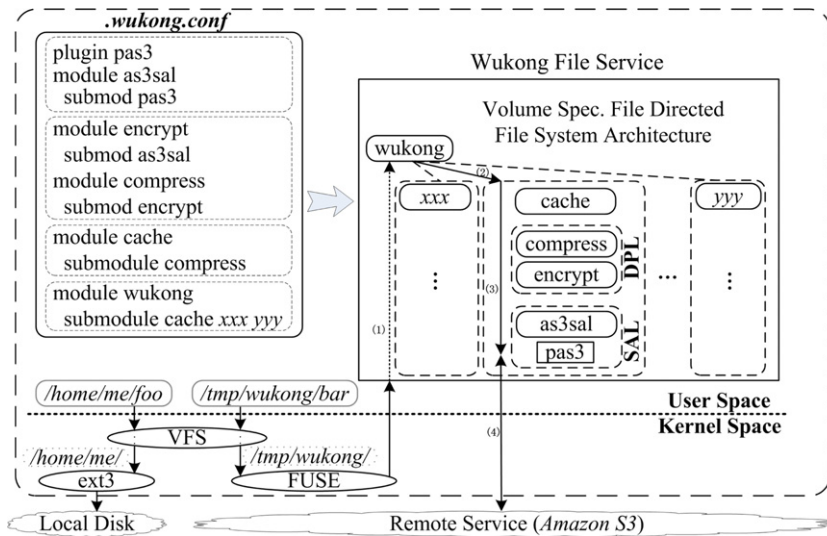 .wukong.conf
plugin pas3
module as3sal
submod pas3
module encrypt
submod as3sal
module compress
submod encrypt
module cache
submodule compress
module wukong
submodule cache xxx yyy
Wukong File Service
Volume Spec. File Directed
File System Architecture
wukong
(2)
xxx
cache
yyy
compress
encrypt
DPL
⋮
(3)
...
⋮
(1)
as3sal
pas3
SAL
/home/me/foo
/tmp/wukong/bar
User Space
Kernel Space
VFS
(4)
/home/me/
/tmp/wukong/
ext3
FUSE
Local Disk
Remote Service (Amazon S3)